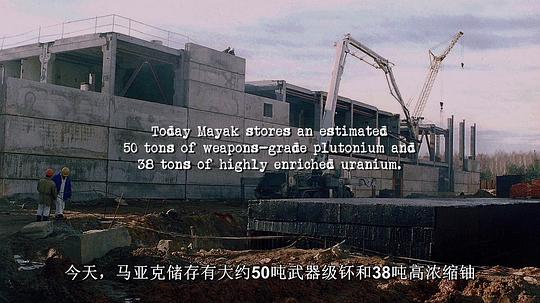 Today Mayak stores an estimated
50 tons of weapons-grade plutonium and
38 tons of highly enriched uranium.
今天，马亚克储存有大约50吨武器级钚和38吨高浓缩铀